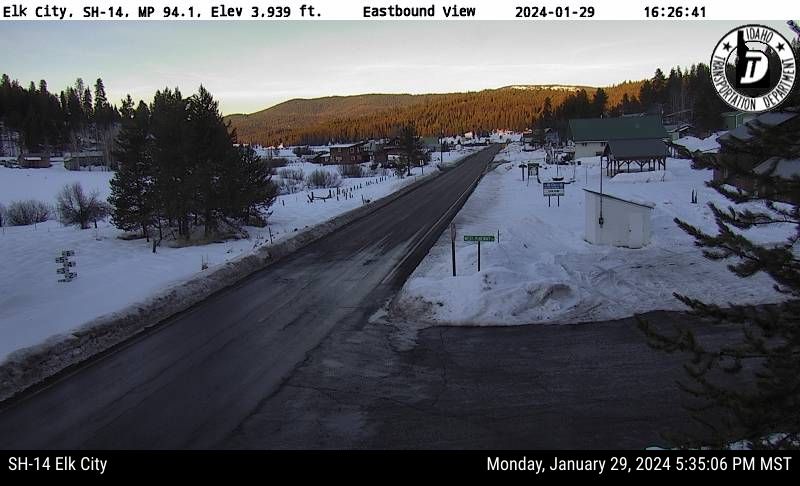 Elk City, SH-14, MP 94.1, Elev 3,939 ft. Eastbound View 2024-01-29 16:26:41
IDAHO
TRANSPORTATION DEPARTMENT
SH-14 Elk City Monday, January 29, 2024 5:35:06 PM MST